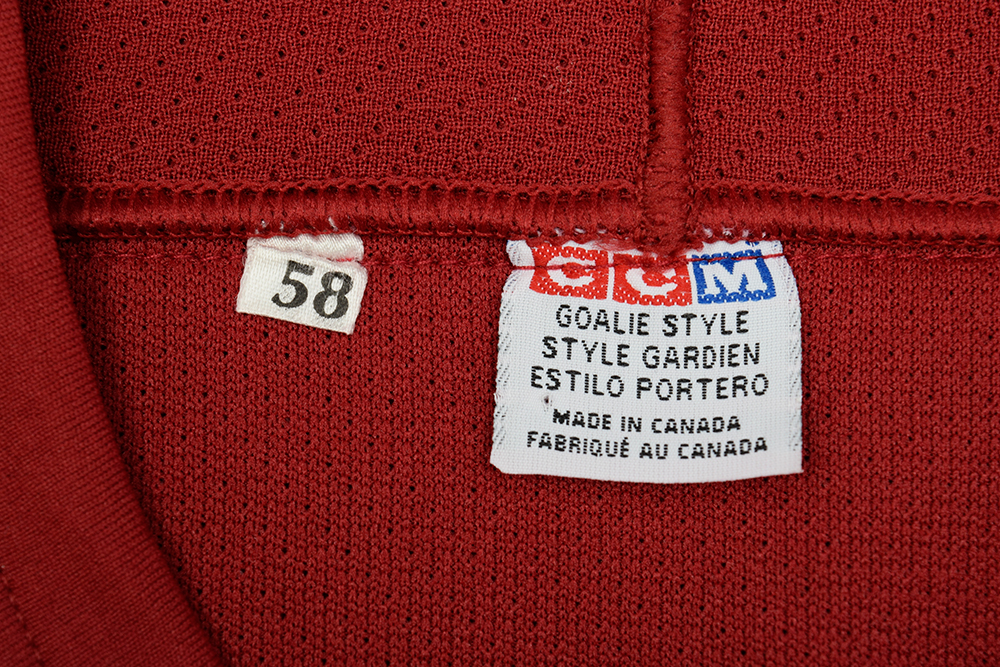 58
CCM
GOALIE STYLE
STYLE GARDIEN
ESTILO PORTERO
MADE IN CANADA
FABRIQUÉ AU CANADA